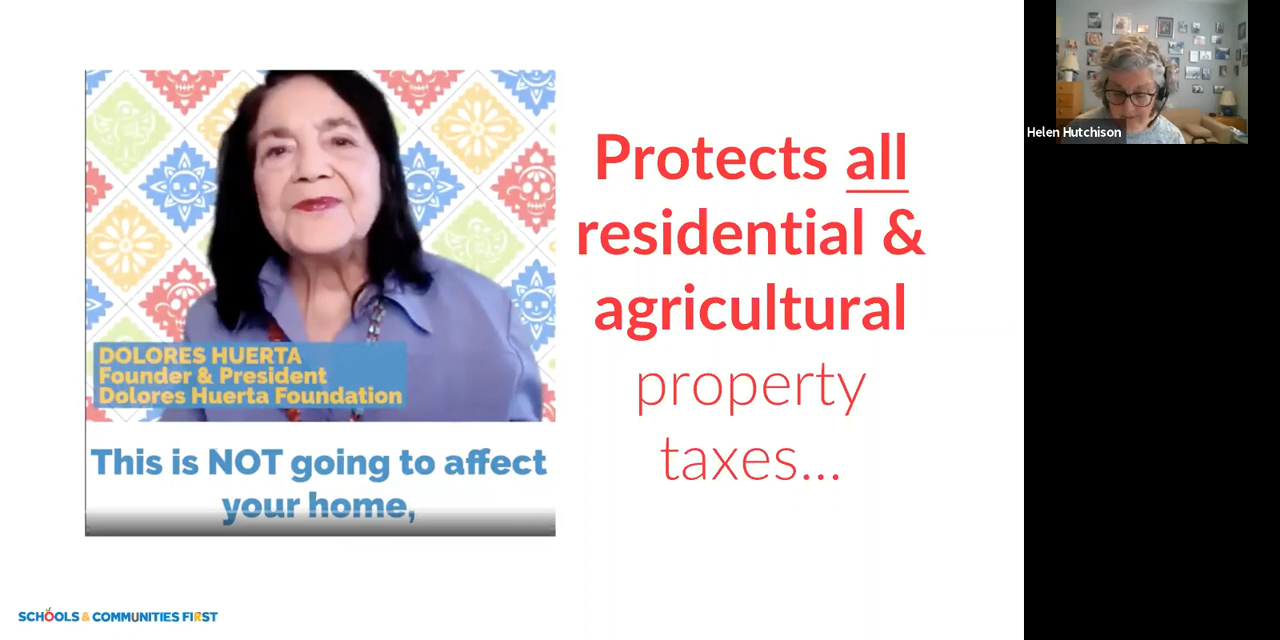 DOLORES HUERTA
Founder & President
Dolores Huerta Foundation
This is NOT going to affect
your home,
Protects all
residential &
agricultural
property
taxes...
SCHOOLS & COMMUNITIES FIRST
Helen Hutchison